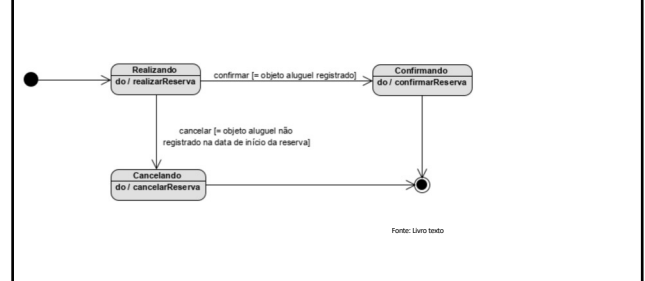 Realizando
do / realizarReserva
confirmar [= objeto aluguel registrado]
Confirmando
do / confirmarReserva
cancelar [= objeto aluguel não
registrado na data de início da reserva]
Cancelando
do / cancelarReserva
Fonte: Livro texto